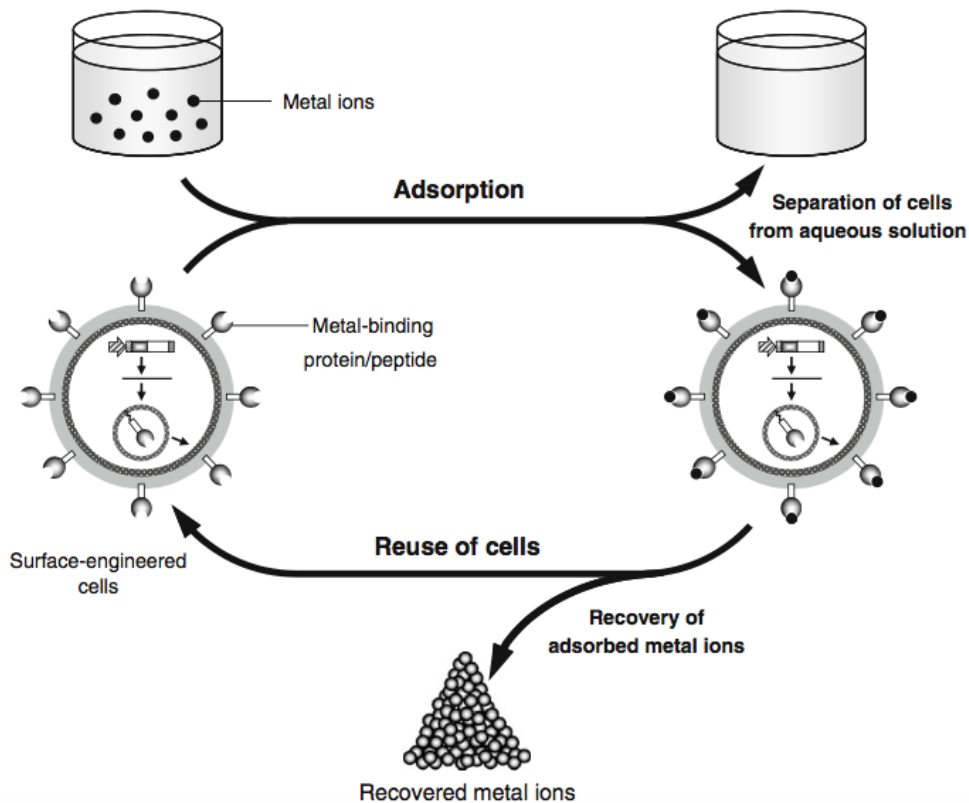 Metal ions
Adsorption
Separation of cells
from aqueous solution
Metal-binding
protein/peptide
Surface-engineered
cells
Reuse of cells
Recovery of
adsorbed metal ions
Recovered metal ions